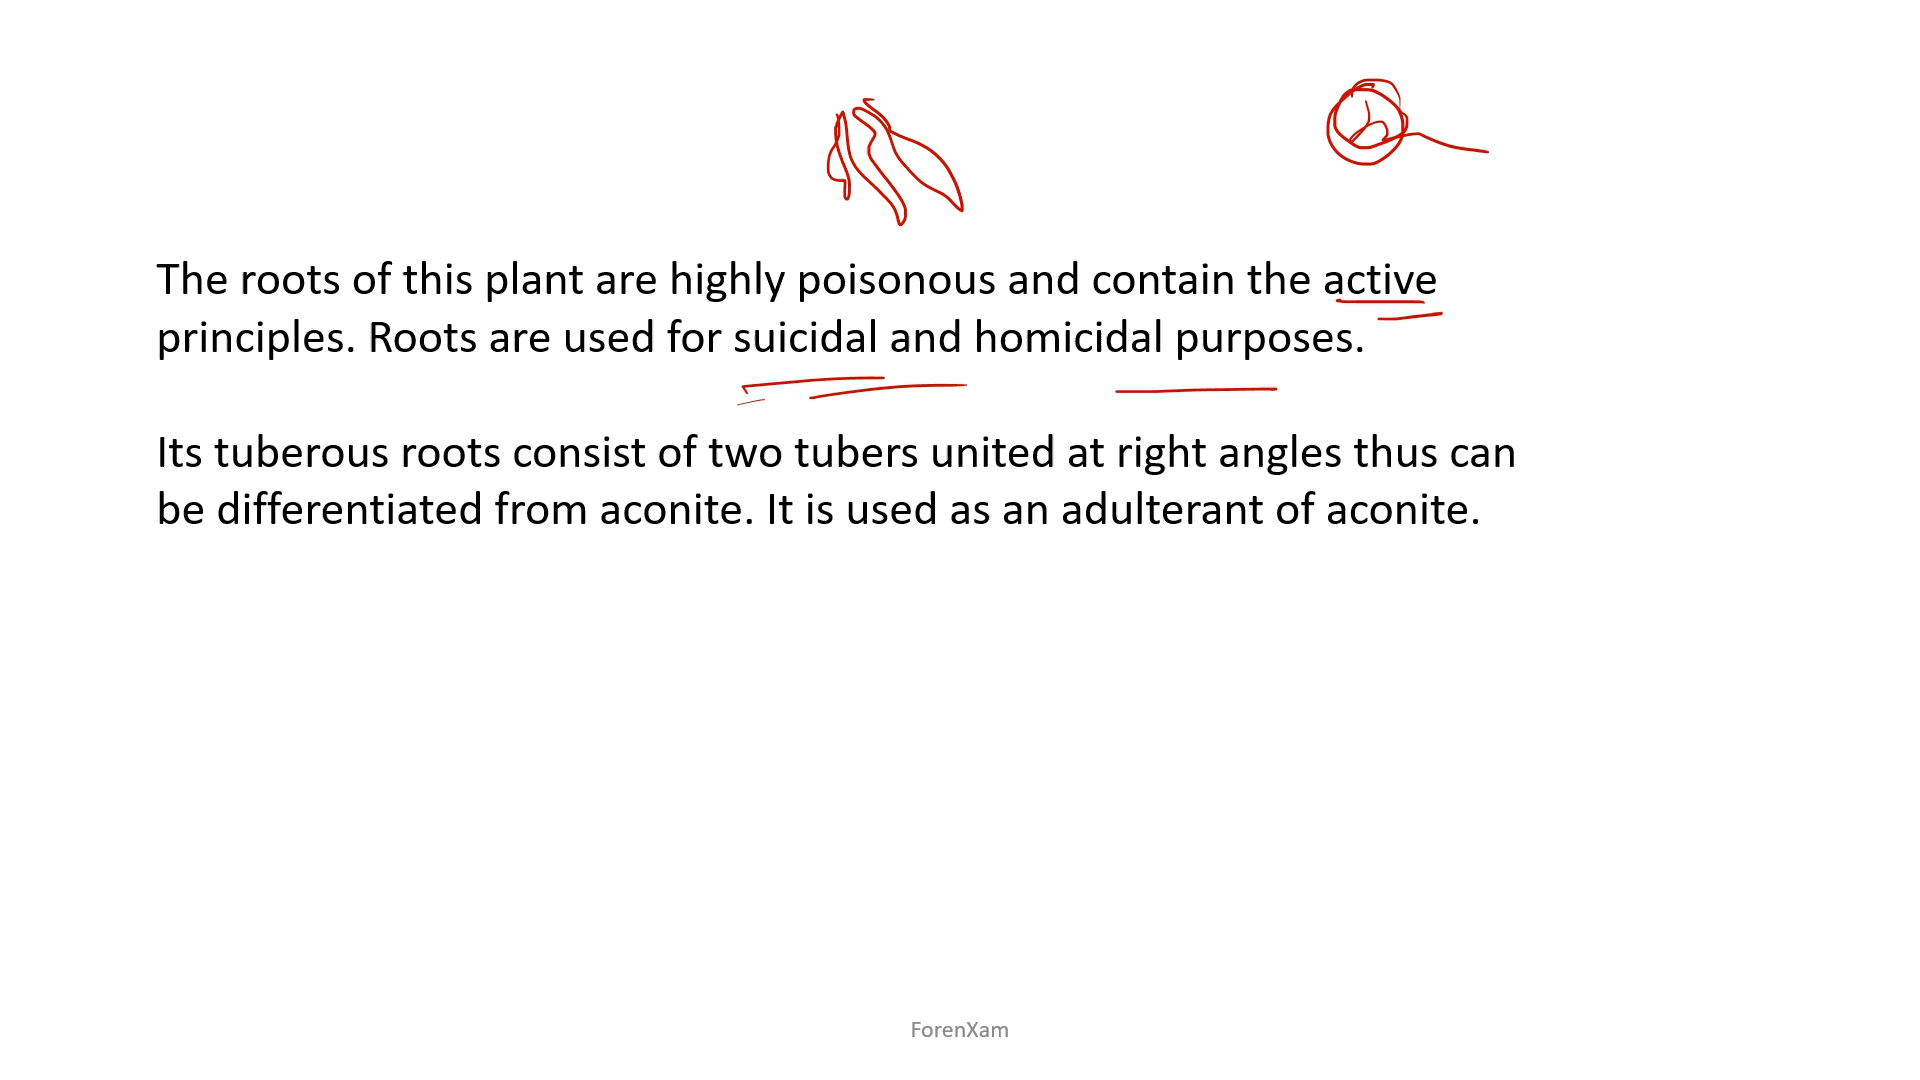 The roots of this plant are highly poisonous and contain the active
principles. Roots are used for suicidal and homicidal purposes.
Its tuberous roots consist of two tubers united at right angles thus can
be differentiated from aconite. It is used as an adulterant of aconite.
ForenXam